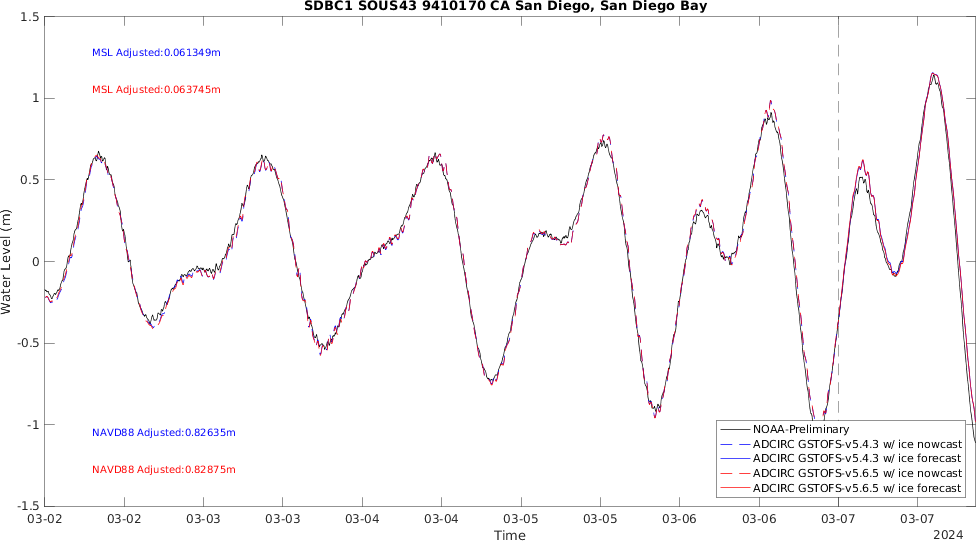 SDBC1 SOUS43 9410170 CA San Diego, San Diego Bay
1.5
MSL Adjusted:0.061349m
1
MSL Adjusted:0.063745m
0.5
Water Level (m)
0
-0.5
-1
NAVD88 Adjusted:0.82635m
NAVD88 Adjusted:0.82875m
-1.5
NOAA-Preliminary
ADCIRC GSTOFS-v5.4.3 w/ ice nowcast
ADCIRC GSTOFS-v5.4.3 w/ ice forecast
ADCIRC GSTOFS-v5.6.5 w/ ice nowcast
ADCIRC GSTOFS-v5.6.5 w/ ice forecast
03-02 03-02 03-03 03-03 03-04 03-04 03-05 03-05 03-06 03-06 03-07 03-07
Time
2024